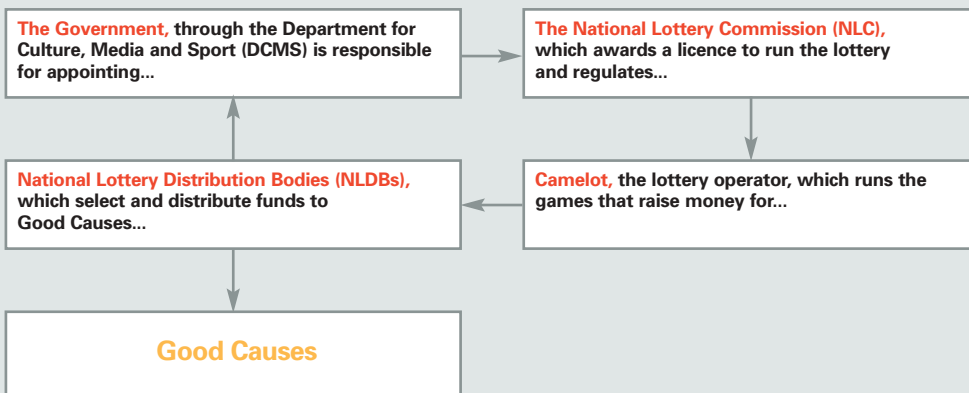 The Government, through the Department for
Culture, Media and Sport (DCMS) is responsible
for appointing...
The National Lottery Commission (NLC),
which awards a licence to run the lottery
and regulates...
Camelot, the lottery operator, which runs the
games that raise money for...
National Lottery Distribution Bodies (NLDBs),
which select and distribute funds to
Good Causes...
Good Causes